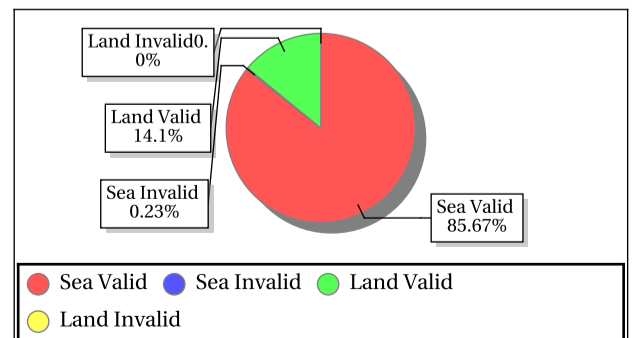 Land Invalid0.
0%
Land Valid
14.1%
Sea Invalid
0.23%
Sea Valid
85.67%
Sea Valid Sea Invalid Land Valid
Land Invalid